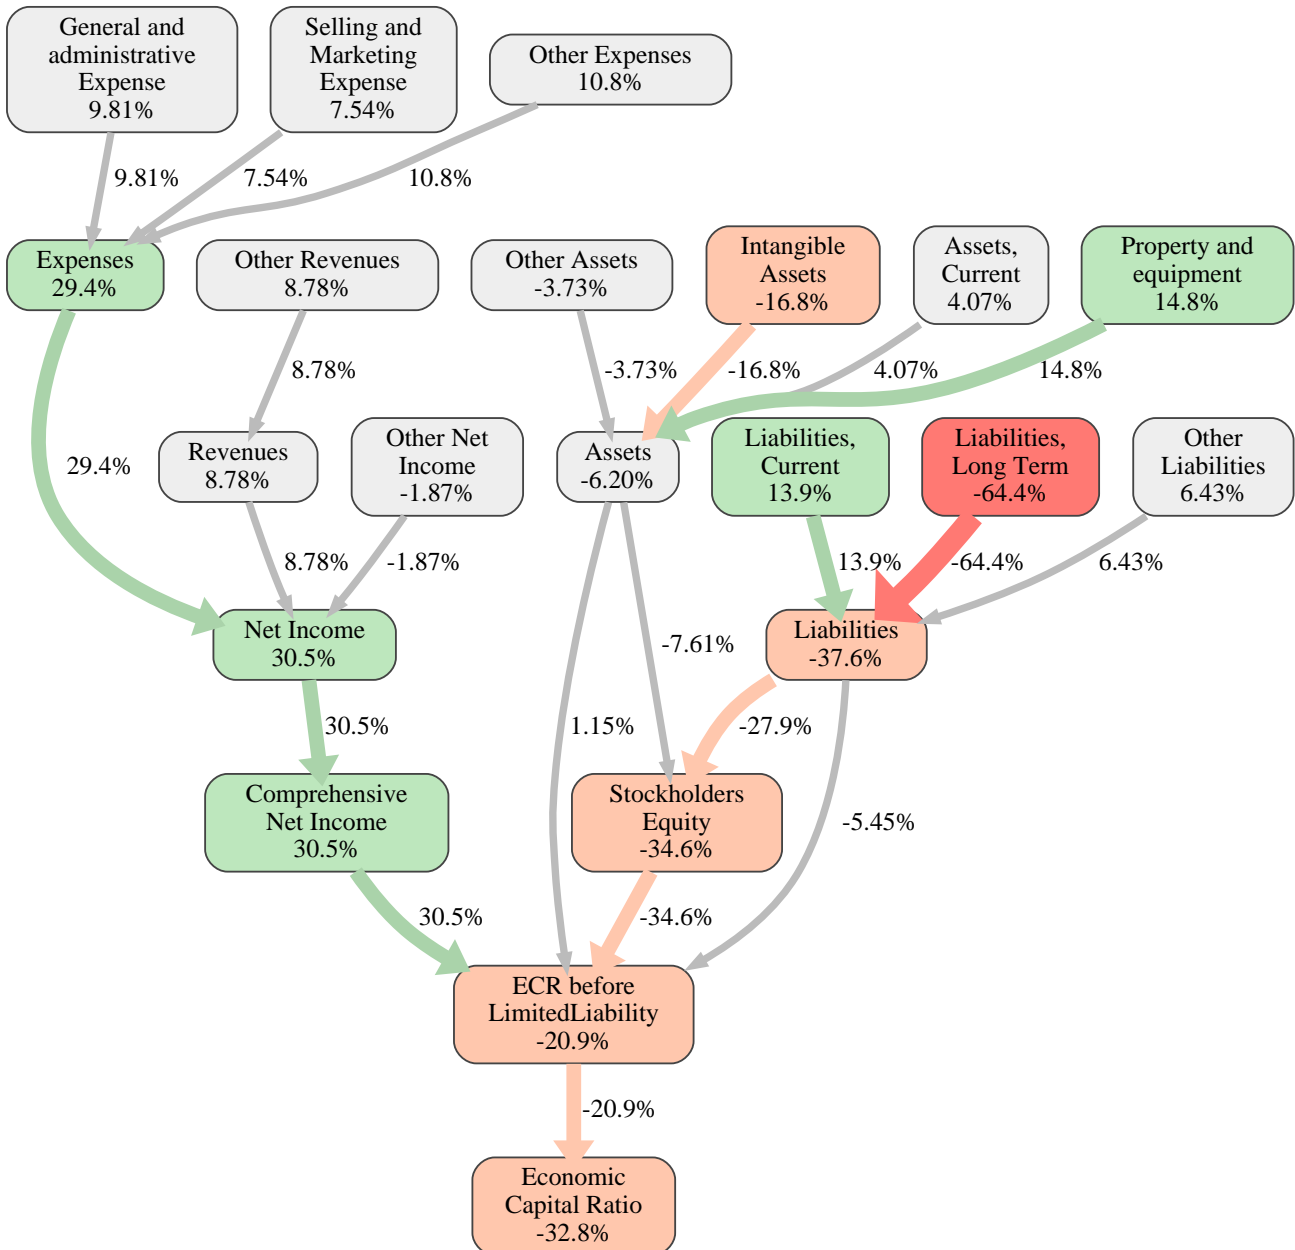 General and
administrative
Expense
9.81%
Selling and
Marketing
Expense
7.54%
Other Expenses
10.8%
9.81%
7.54%
10.8%
Expenses
29.4%
Other Revenues
8.78%
Other Assets
-3.73%
Intangible
Assets
-16.8%
Assets,
Current
4.07%
Property and
equipment
14.8%
8.78%
-3.73%
-16.8%
4.07%
14.8%
29.4%
Revenues
8.78%
Other Net
Income
-1.87%
Assets
-6.20%
Liabilities,
Current
13.9%
Liabilities,
Long Term
-64.4%
Other
Liabilities
6.43%
8.78%
-1.87%
13.9%
-64.4%
6.43%
Net Income
30.5%
-7.61%
Liabilities
-37.6%
30.5%
1.15%
-27.9%
Comprehensive
Net Income
30.5%
Stockholders
Equity
-34.6%
-5.45%
30.5%
-34.6%
ECR before
LimitedLiability
-20.9%
-20.9%
Economic
Capital Ratio
-32.8%